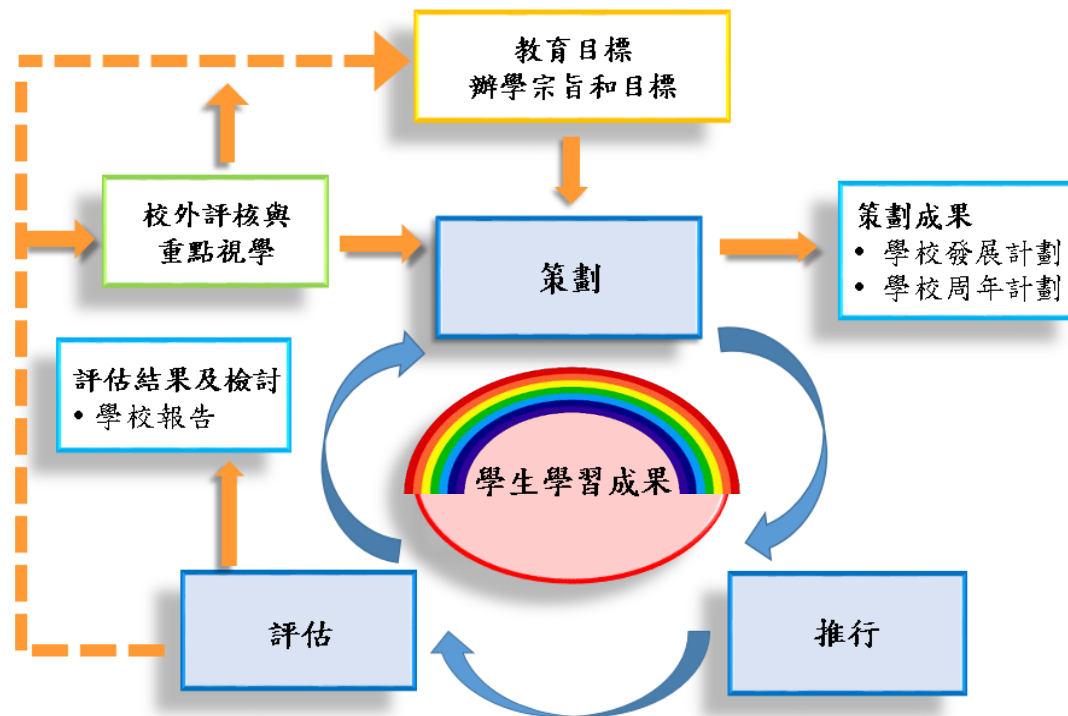 教育目標
辦學宗旨和目標
校外評核與
重點視學
策劃
策劃成果
• 學校發展計劃
• 學校周年計劃
評估結果及檢討
• 學校報告
學生學習成果
評估
推行